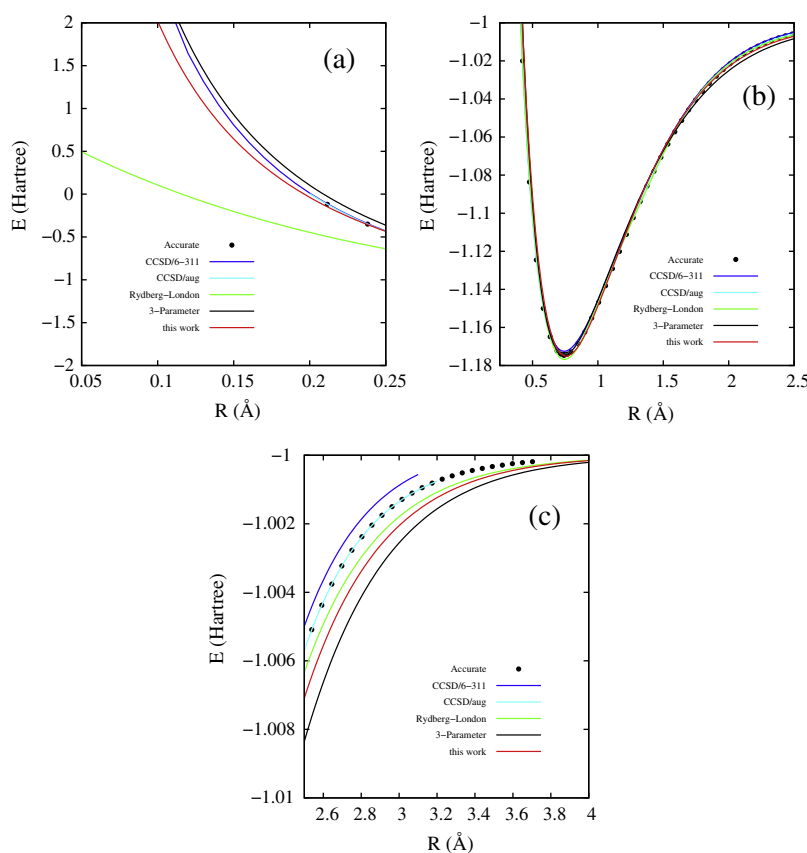 (a)
E (Hartree)
2
1.5
1
0.5
0
−0.5
−1
−1.5
−2
Accurate
CCSD/6−311
CCSD/aug
Rydberg−London
3−Parameter
this work
0.05 0.1 0.15 0.2 0.25
R (Å)
(b)
E (Hartree)
−1
−1.02
−1.04
−1.06
−1.08
−1.1
−1.12
−1.14
−1.16
−1.18
Accurate
CCSD/6−311
CCSD/aug
Rydberg−London
3−Parameter
this work
0.5 1 1.5 2 2.5
R (Å)
(c)
E (Hartree)
−1
−1.002
−1.004
−1.006
−1.008
−1.01
Accurate
CCSD/6−311
CCSD/aug
Rydberg−London
3−Parameter
this work
2.6 2.8 3 3.2 3.4 3.6 3.8 4
R (Å)